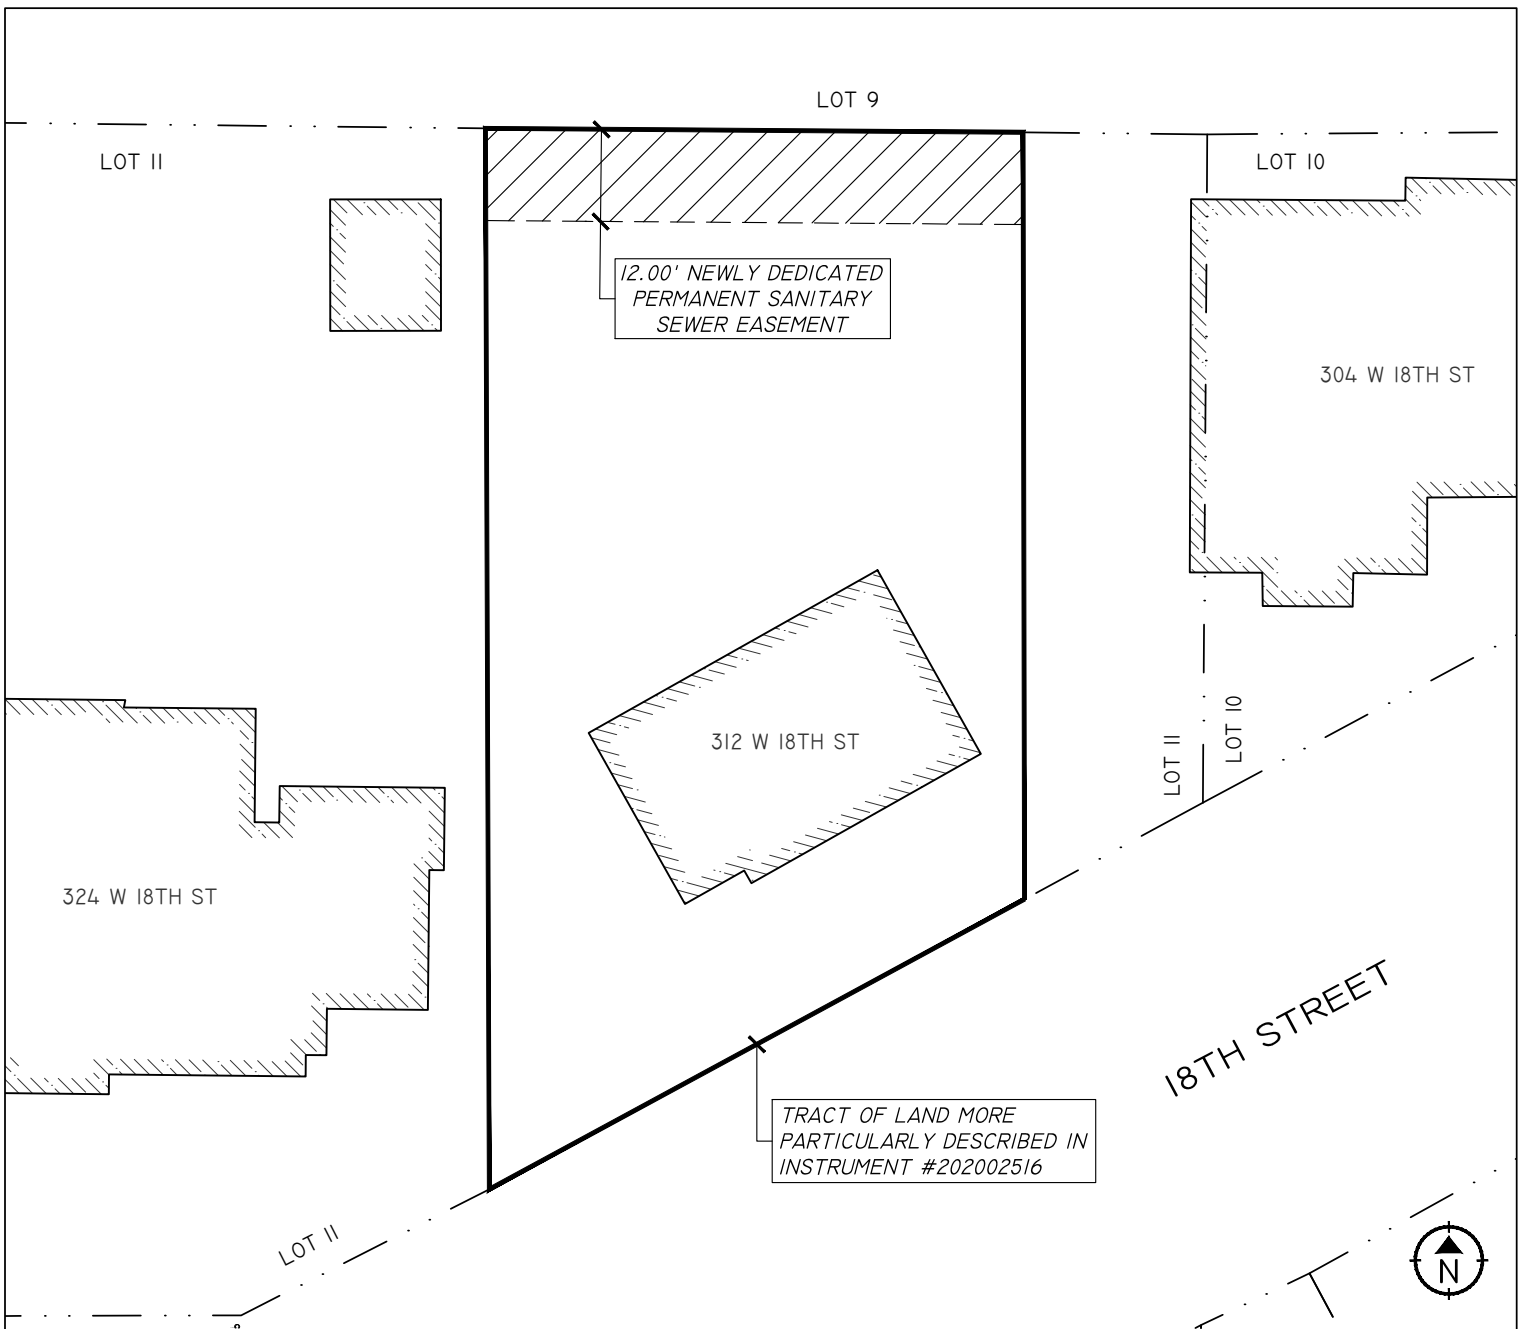 LOT 9
LOT 11
LOT 10
12.00' NEWLY DEDICATED
PERMANENT SANITARY
SEWER EASEMENT
304 W 18TH ST
312 W 18TH ST
LOT 11
LOT 10
324 W 18TH ST
18TH STREET
TRACT OF LAND MORE
PARTICULARLY DESCRIBED IN
INSTRUMENT #202002516
LOT 11
N